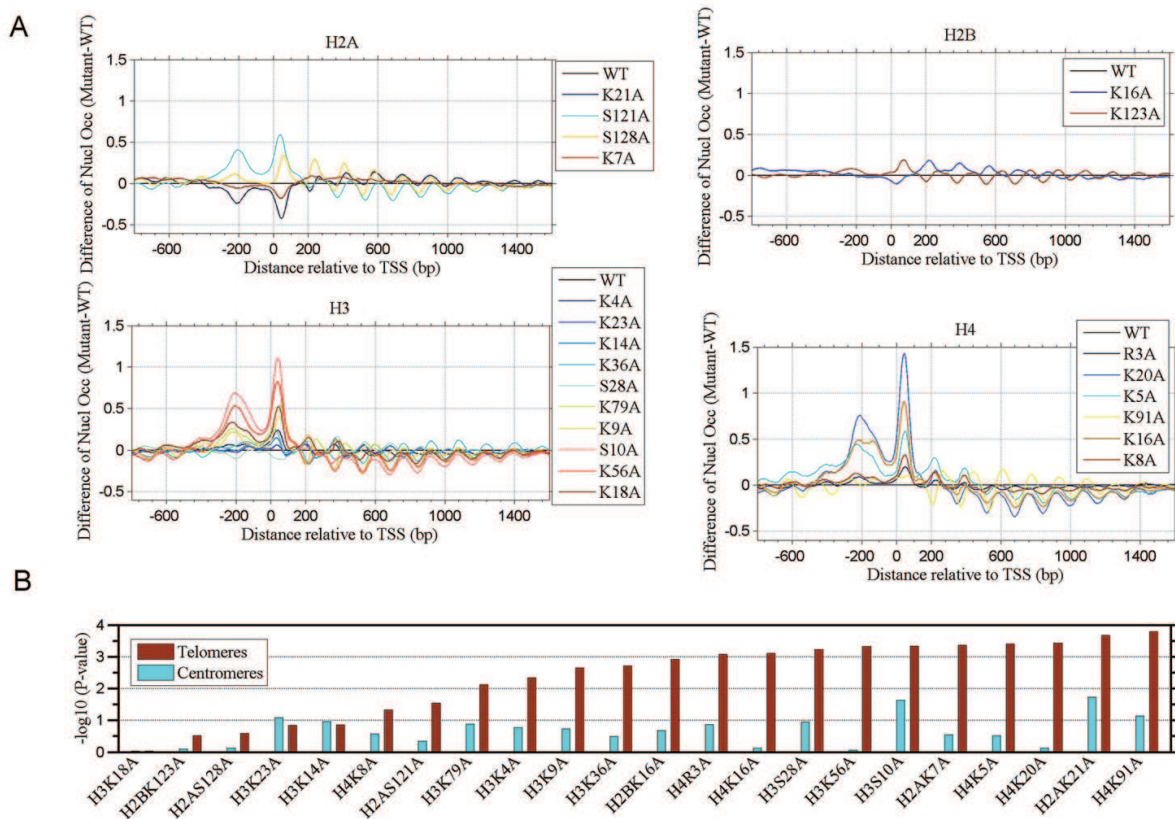 A
H2A
Difference of Nucl Occ (Mutant-WT)
1.5
1
0.5
0
-0.5
-600
-200
0
200
600
1000
1400
Distance relative to TSS (bp)
WT
K21A
S121A
S128A
K7A
H2B
Difference of Nucl Occ (Mutant-WT)
1.5
1
0.5
0
-0.5
-600
-200
0
200
600
1000
1400
Distance relative to TSS (bp)
WT
K16A
K123A
H3
Difference of Nucl Occ (Mutant-WT)
1.5
1
0.5
0
-0.5
-600
-200
0
200
600
1000
1400
Distance relative to TSS (bp)
WT
K4A
K23A
K14A
K36A
S28A
K79A
K9A
S10A
K56A
K18A
H4
Difference of Nucl Occ (Mutant-WT)
1.5
1
0.5
0
-0.5
-600
-200
0
200
600
1000
1400
Distance relative to TSS (bp)
WT
R3A
K20A
K5A
K91A
K16A
K8A
B
-log10 (P-value)
4
3
2
1
0
Telomeres
Centromeres
H3K18A
H2BK123A
H2AS128A
H3K23A
H3K14A
H4K8A
H2AS121A
H3K79A
H3K4A
H3K9A
H3K36A
H2BK16A
H4R3A
H4K16A
H3S28A
H3K56A
H3S10A
H2AK7A
H4K5A
H4K20A
H2AK21A
H4K91A